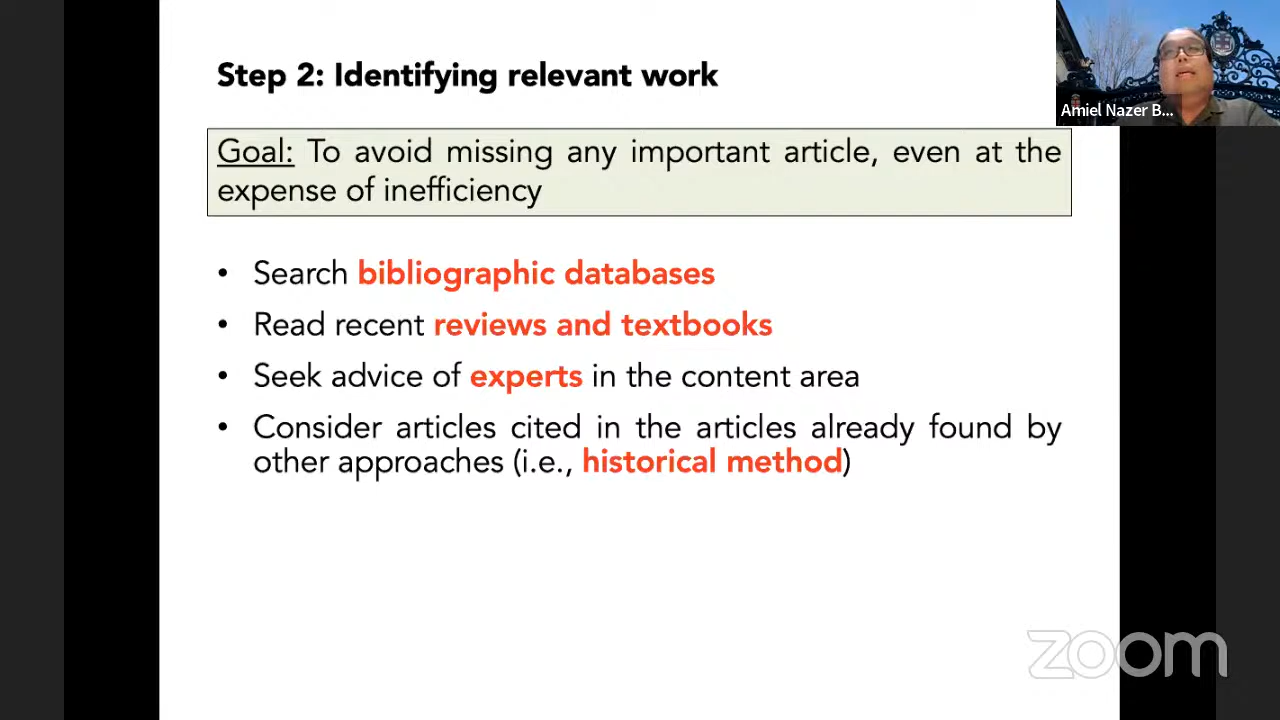 Step 2: Identifying relevant work
Amiel Nazer B...
Goal: To avoid missing any important article, even at the
expense of inefficiency
• Search bibliographic databases
• Read recent reviews and textbooks
• Seek advice of experts in the content area
• Consider articles cited in the articles already found by
other approaches (i.e., historical method)
zoom